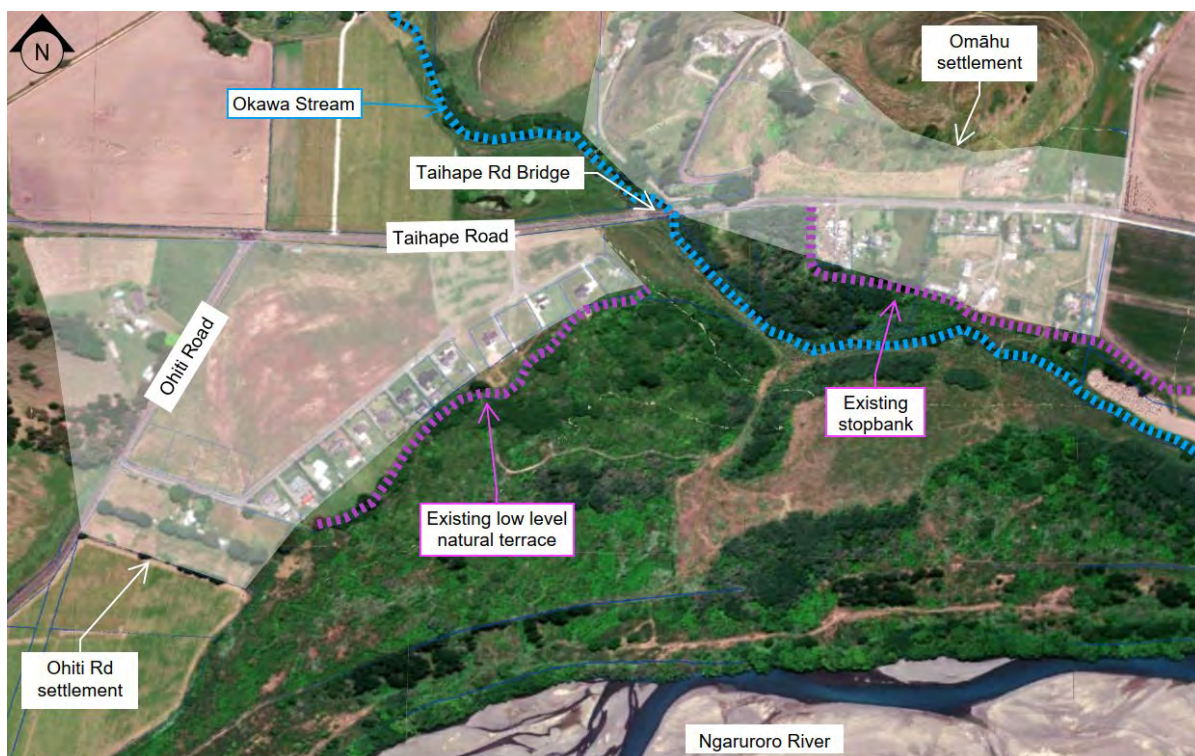 N
Omāhu
settlement
Okawa Stream
Taihape Rd Bridge
Taihape Road
Ohiti Road
Existing
stopbank
Existing low level
natural terrace
Ohiti Rd
settlement
Ngaruroro River